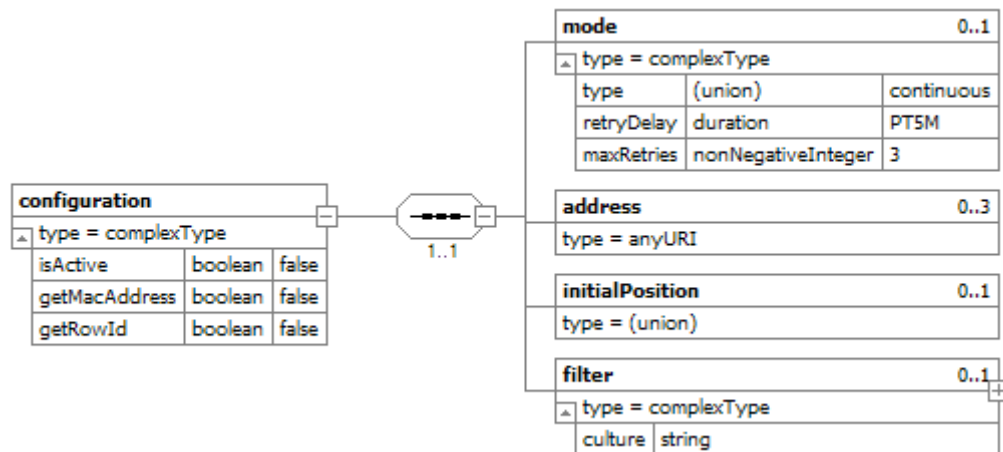 mode 0..1
type = complexType
type (union) continuous
retryDelay duration PT5M
maxRetries nonNegativeInteger 3
configuration
type = complexType
isActive boolean false
getMacAddress boolean false
getRowId boolean false
1..1
address 0..3
type = anyURI
initialPosition 0..1
type = (union)
filter 0..1
type = complexType
culture string